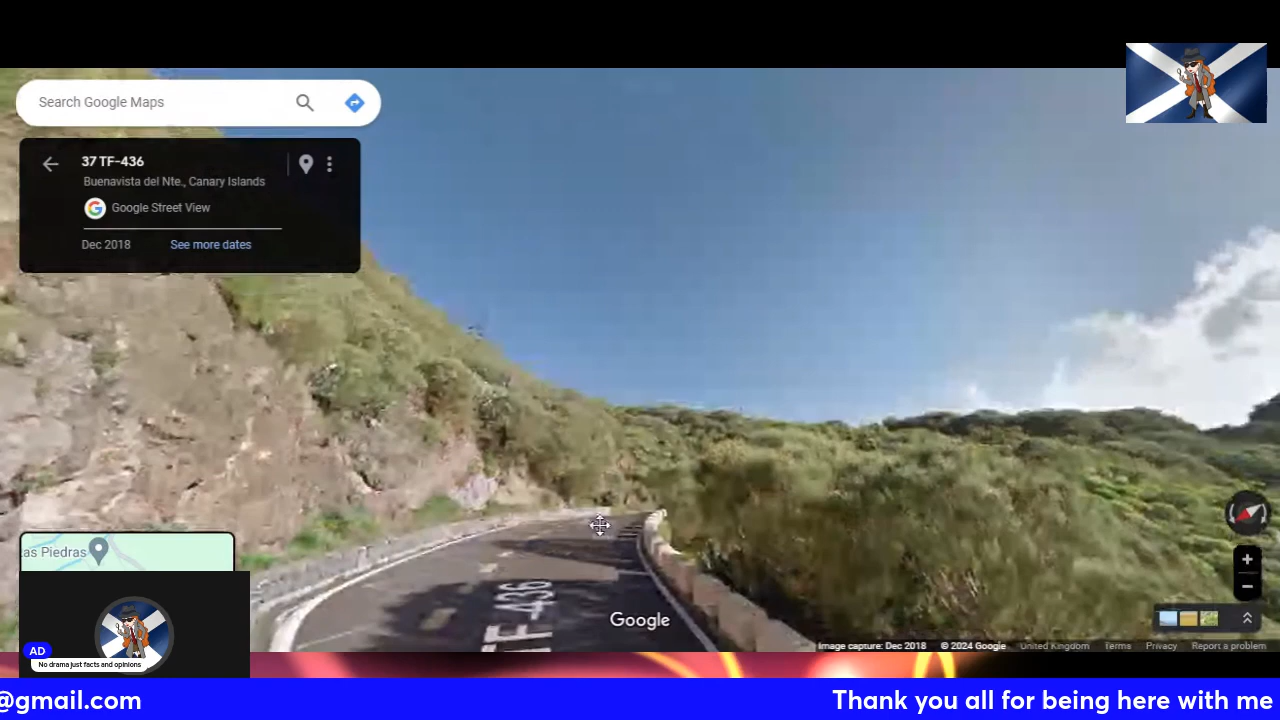 Search Google Maps
37 TF-436
Buenavista del Nte., Canary Islands
Google Street View
Dec 2018
See more dates
as Piedras
TF-436
Google
Image capture: Dec 2018
© 2024 Google
United Kingdom
Terms
Privacy
Report a problem
AD
No drama just facts and opinions
@gmail.com
Thank you all for being here with me